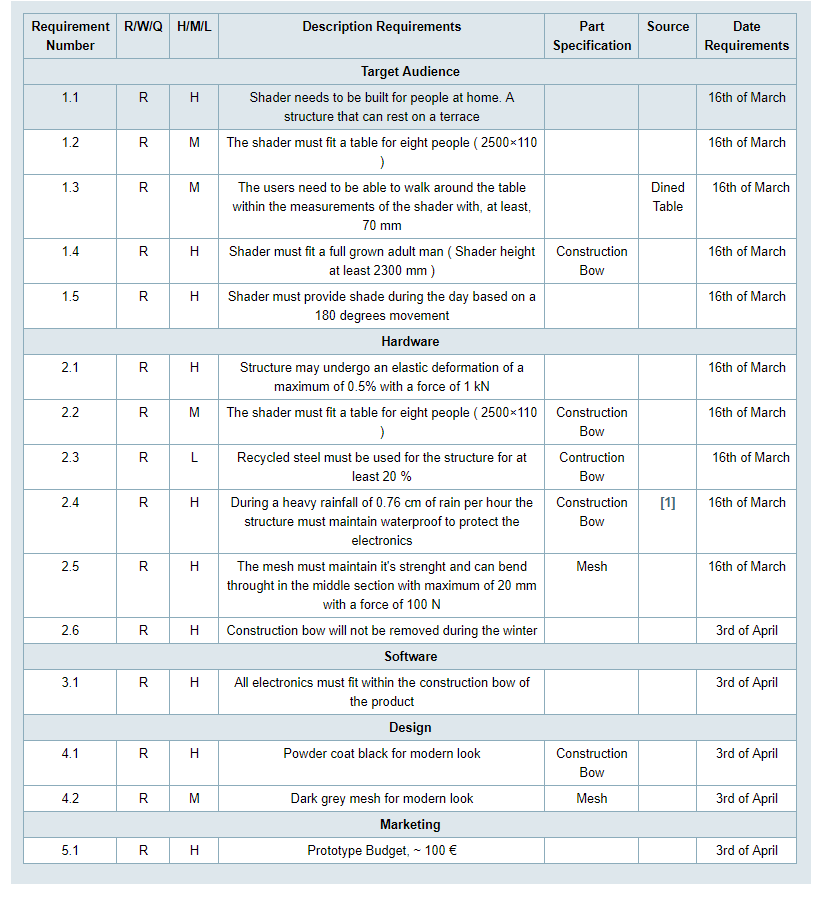 Requirement Number R/W/Q H/M/L Description Requirements Part Specification Source Date Requirements
Target Audience
1.1 R H Shader needs to be built for people at home. A 16th of March
structure that can rest on a terrace
1.2 R M The shader must fit a table for eight people ( 2500×110 16th of March
)
1.3 R M The users need to be able to walk around the table Dined 16th of March
within the measurements of the shader with, at least, Table
70 mm
1.4 R H Shader must fit a full grown adult man ( Shader height Construction 16th of March
at least 2300 mm ) Bow
1.5 R H Shader must provide shade during the day based on a 16th of March
180 degrees movement
Hardware
2.1 R H Structure may undergo an elastic deformation of a 16th of March
maximum of 0.5% with a force of 1 kN
2.2 R M The shader must fit a table for eight people ( 2500×110 Construction 16th of March
) Bow
2.3 R L Recycled steel must be used for the structure for at Contruction 16th of March
least 20 % Bow
2.4 R H During a heavy rainfall of 0.76 cm of rain per hour the Construction [1] 16th of March
structure must maintain waterproof to protect the Bow
electronics
2.5 R H The mesh must maintain it's strenght and can bend Mesh 16th of March
throught in the middle section with maximum of 20 mm
with a force of 100 N
2.6 R H Construction bow will not be removed during the winter 3rd of April
Software
3.1 R H All electronics must fit within the construction bow of 3rd of April
the product
Design
4.1 R H Powder coat black for modern look Construction 3rd of April
Bow
4.2 R M Dark grey mesh for modern look Mesh 3rd of April
Marketing
5.1 R H Prototype Budget, ~ 100 € 3rd of April